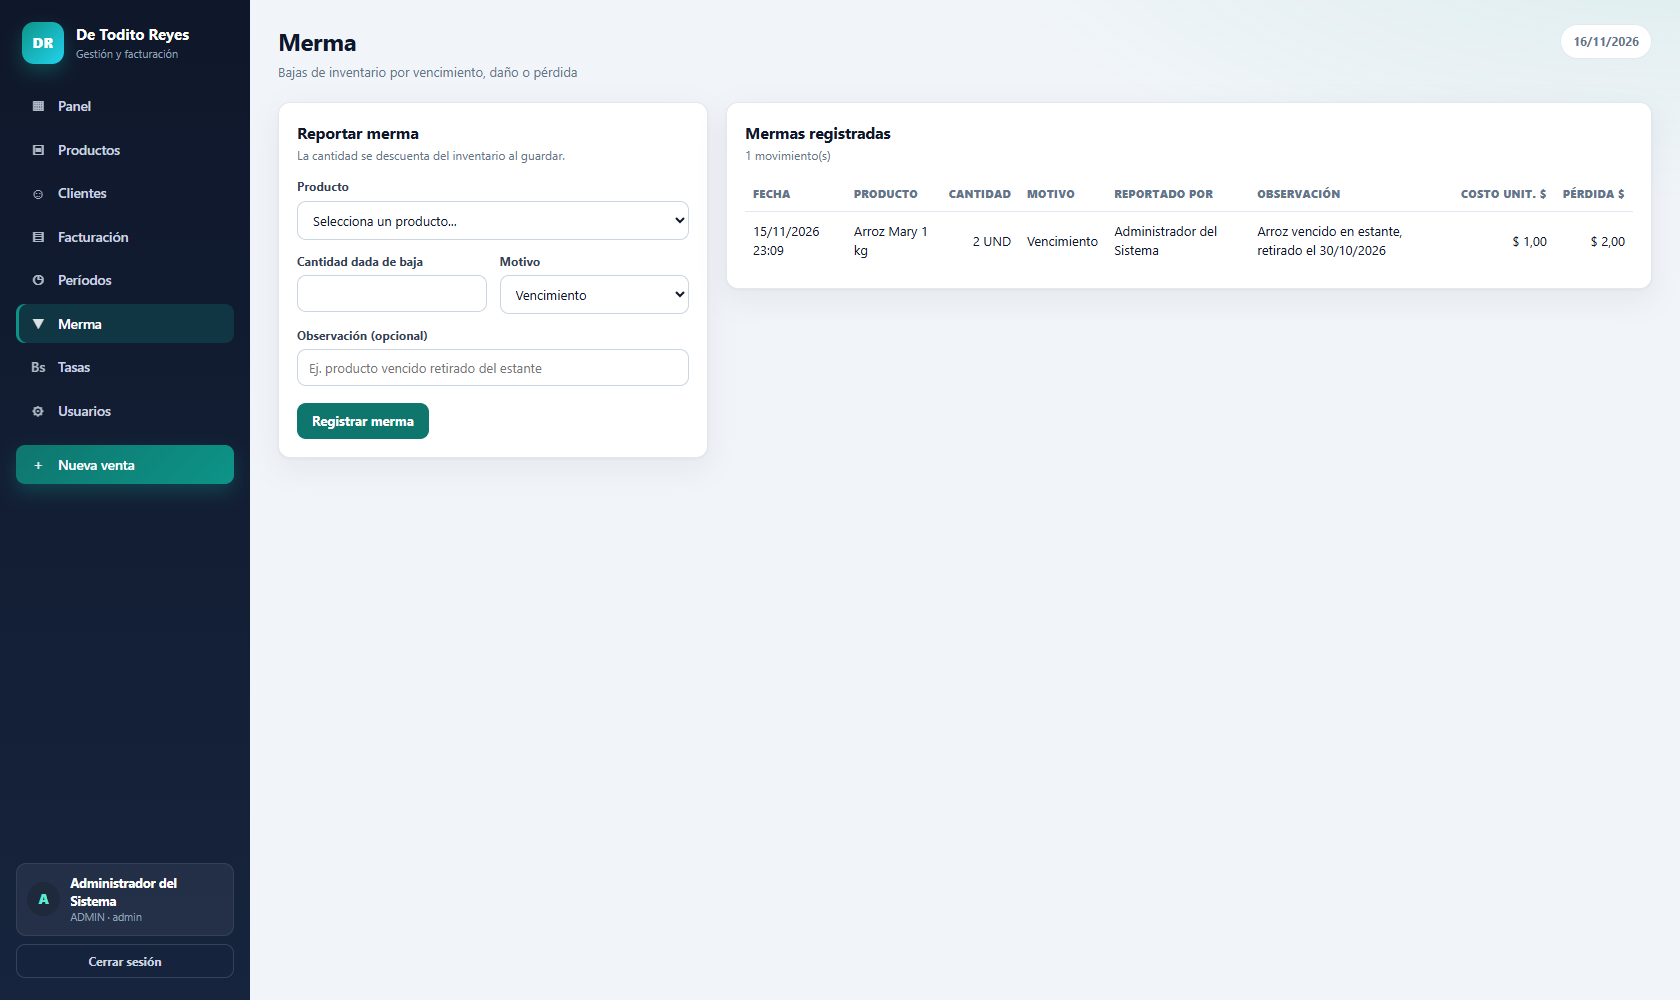 DR
De Todito Reyes
Gestión y facturación
Panel
Productos
Clientes
Facturación
Períodos
Merma
Bs Tasas
Usuarios
+ Nueva venta
A
Administrador del
Sistema
ADMIN · admin
Cerrar sesión
Merma
Bajas de inventario por vencimiento, daño o pérdida
16/11/2026
Reportar merma
La cantidad se descuenta del inventario al guardar.
Producto
Selecciona un producto...
Cantidad dada de baja
Motivo
Vencimiento
Observación (opcional)
Ej. producto vencido retirado del estante
Registrar merma
Mermas registradas
1 movimiento(s)
FECHA PRODUCTO CANTIDAD MOTIVO REPORTADO POR OBSERVACIÓN COSTO UNIT. $ PÉRDIDA $
15/11/2026 Arroz Mary 1 2 UND Vencimiento Administrador del Arroz vencido en estante, $ 1,00 $ 2,00
23:09 kg Sistema retirado el 30/10/2026